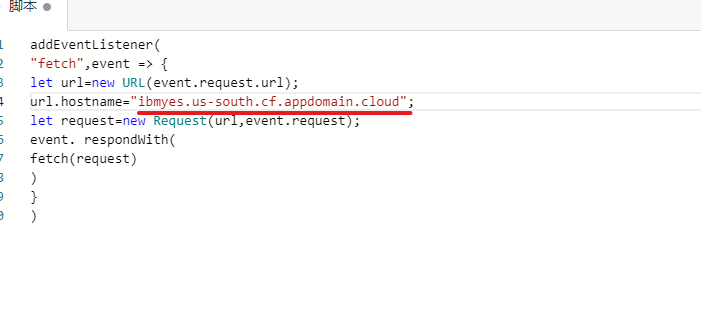 脚本
1 addEventListener(
2 "fetch",event => {
3 let url=new URL(event.request.url);
4 url.hostname="ibmyes.us-south.cf.appdomain.cloud";
5 let request=new Request(url,event.request);
6 event. respondWith(
7 fetch(request)
8 )
9 }
0 )